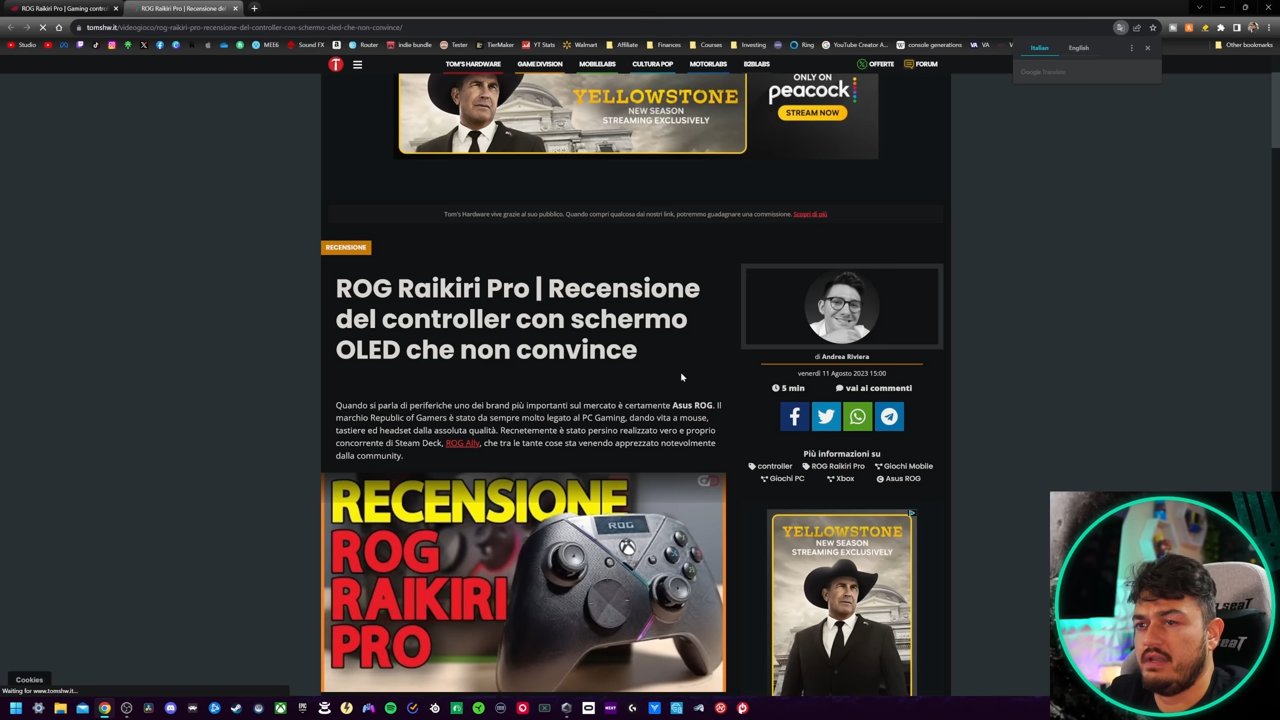 ROG Raikiri Pro | Gaming control
ROG Raikiri Pro | Recensione del
tomshw.it/videogioco/rog-raikiri-pro-recensione-del-controller-con-schermo-oled-che-non-convince/
Studio
MEE6
Sound FX
Router
indie bundle
Tester
TierMaker
YT Stats
Walmart
Affiliate
Finances
Courses
Investing
Ring
YouTube Creator A...
console generations
VA
VA
Other bookmarks
Italian
English
Google Translate
TOM'S HARDWARE
GAME DIVISION
MOBILELABS
CULTURA POP
MOTORLABS
B2BLABS
OFFERTE
FORUM
YELLOWSTONE
NEW SEASON
STREAMING EXCLUSIVELY
ONLY ON
peacock
STREAM NOW
Tom's Hardware vive grazie al suo pubblico. Quando compri qualcosa dai nostri link, potremmo guadagnare una commissione. Scopri di più
RECENSIONE
ROG Raikiri Pro | Recensione
del controller con schermo
OLED che non convince
Quando si parla di periferiche uno dei brand più importanti sul mercato è certamente Asus ROG. Il
marchio Republic of Gamers è stato da sempre molto legato al PC Gaming, dando vita a mouse,
tastiere ed headset dalla assoluta qualità. Recnetemente è stato persino realizzato vero e proprio
concorrente di Steam Deck, ROG Ally, che tra le tante cose sta venendo apprezzato notevolmente
dalla community.
RECENSIONE
ROG
RAIKIRI
PRO
ROG
di Andrea Riviera
venerdì 11 Agosto 2023 15:00
5 min
vai ai commenti
Più informazioni su
controller
ROG Raikiri Pro
Giochi Mobile
Giochi PC
Xbox
Asus ROG
YELLOWSTONE
NEW SEASON
STREAMING EXCLUSIVELY
Cookies
Waiting for www.tomshw.it...